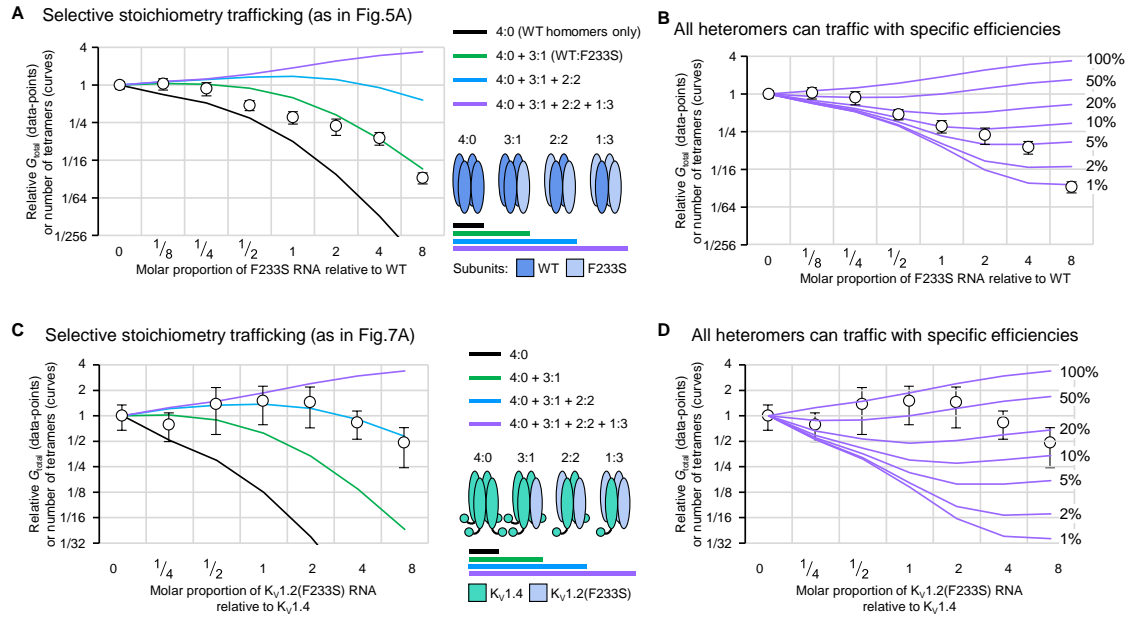 A Selective stoichiometry trafficking (as in Fig.5A)
Relative Gtotal (data-points)
or number of tetramers (curves)
4
1
1/4
1/16
1/64
1/256
0 1/8 1/4 1/2 1 2 4 8
Molar proportion of F233S RNA relative to WT
4:0 (WT homomers only)
4:0 + 3:1 (WT:F233S)
4:0 + 3:1 + 2:2
4:0 + 3:1 + 2:2 + 1:3
4:0 3:1 2:2 1:3
Subunits: WT F233S
B All heteromers can traffic with specific efficiencies
Relative Gtotal (data-points)
or number of tetramers (curves)
4
1
1/4
1/16
1/64
1/256
0 1/8 1/4 1/2 1 2 4 8
Molar proportion of F233S RNA relative to WT
100%
50%
20%
10%
5%
2%
1%
C Selective stoichiometry trafficking (as in Fig.7A)
Relative Gtotal (data-points)
or number of tetramers (curves)
4
1
1/2
1/4
1/8
1/16
1/32
0 1/4 1/2 1 2 4 8
Molar proportion of KV1.2(F233S) RNA
relative to KV1.4
4:0
4:0 + 3:1
4:0 + 3:1 + 2:2
4:0 + 3:1 + 2:2 + 1:3
4:0 3:1 2:2 1:3
KV1.4 KV1.2(F233S)
D All heteromers can traffic with specific efficiencies
Relative Gtotal (data-points)
or number of tetramers (curves)
4
1
1/2
1/4
1/8
1/16
1/32
0 1/4 1/2 1 2 4 8
Molar proportion of KV1.2(F233S) RNA
relative to KV1.4
100%
50%
20%
10%
5%
2%
1%